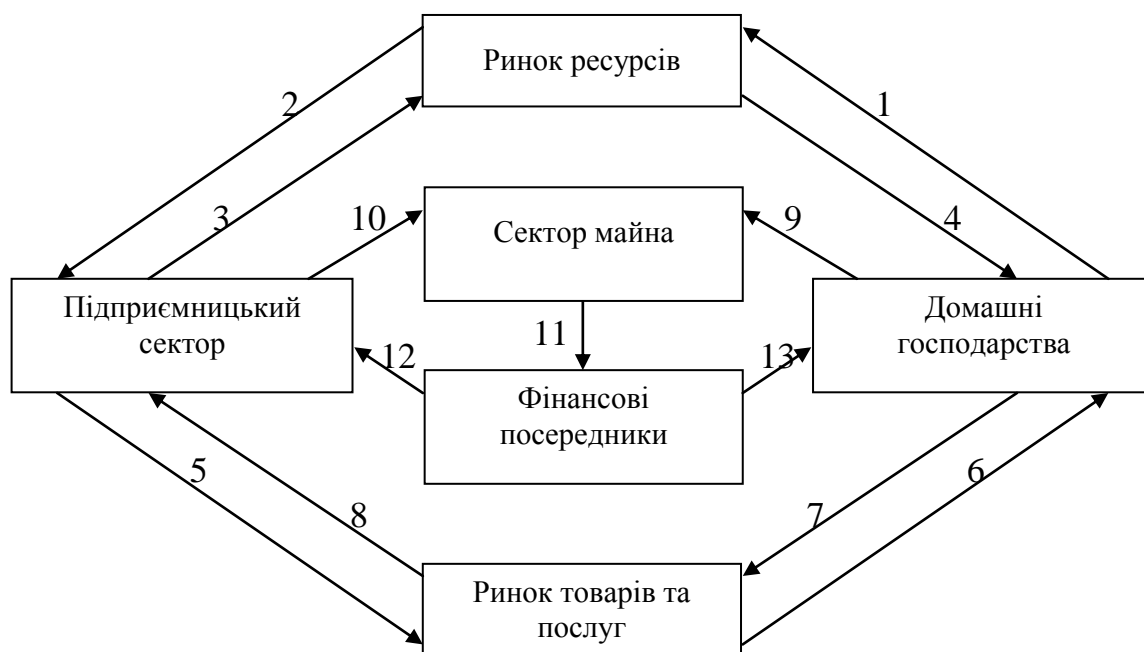 Ринок ресурсів
2
1
3
10
9
4
Сектор майна
Підприємницький
сектор
Домашні
господарства
11
12
13
Фінансові
посередники
5
8
7
6
Ринок товарів та
послуг